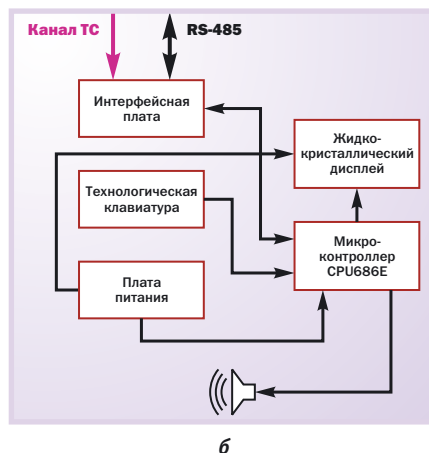 Канал ТС
RS-485
Интерфейсная
плата
Жидко-
кристаллический
дисплей
Технологическая
клавиатура
Микро-
контроллер
CPU686E
Плата
питания
б